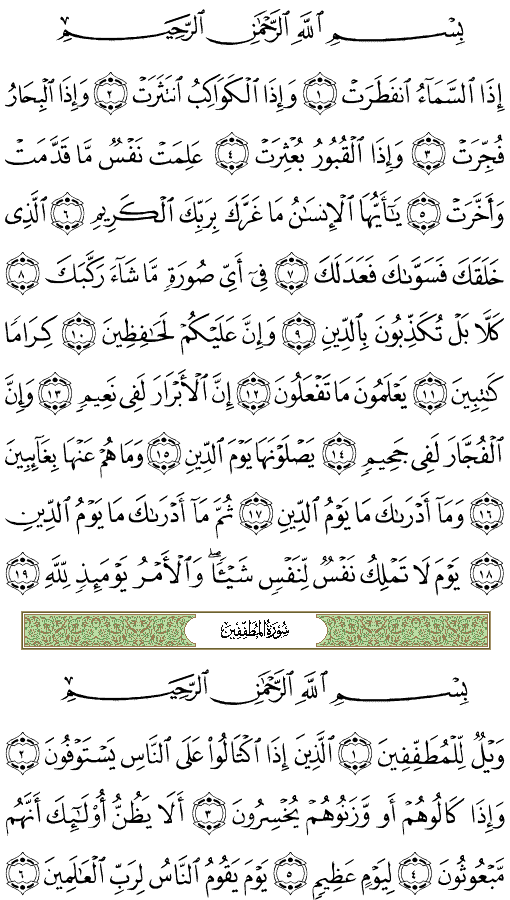 بِسْمِ ٱللَّهِ ٱلرَّحْمَٰنِ ٱلرَّحِيمِ
إِذَا ٱلسَّمَآءُ ٱنفَطَرَتْ ١ وَإِذَا ٱلْكَوَاكِبُ ٱنتَثَرَتْ ٢ وَإِذَا ٱلْبِحَارُ
فُجِّرَتْ ٣ وَإِذَا ٱلْقُبُورُ بُعْثِرَتْ ٤ عَلِمَتْ نَفْسٌ مَّا قَدَّمَتْ
وَأَخَّرَتْ ٥ يَٰٓأَيُّهَا ٱلْإِنسَٰنُ مَا غَرَّكَ بِرَبِّكَ ٱلْكَرِيمِ ٦ ٱلَّذِى
خَلَقَكَ فَسَوَّىٰكَ فَعَدَلَكَ ٧ فِىٓ أَىِّ صُورَةٍ مَّا شَآءَ رَكَّبَكَ ٨
كَلَّا بَلْ تُكَذِّبُونَ بِٱلدِّينِ ٩ وَإِنَّ عَلَيْكُمْ لَحَٰفِظِينَ ١٠ كِرَامًا
كَٰتِبِينَ ١١ يَعْلَمُونَ مَا تَفْعَلُونَ ١٢ إِنَّ ٱلْأَبْرَارَ لَفِى نَعِيمٍ ١٣ وَإِنَّ
ٱلْفُجَّارَ لَفِى جَحِيمٍ ١٤ يَصْلَوْنَهَا يَوْمَ ٱلدِّينِ ١٥ وَمَا هُمْ عَنْهَا بِغَآئِبِينَ
١٦ وَمَآ أَدْرَىٰكَ مَا يَوْمُ ٱلدِّينِ ١٧ ثُمَّ مَآ أَدْرَىٰكَ مَا يَوْمُ ٱلدِّينِ
١٨ يَوْمَ لَا تَمْلِكُ نَفْسٌ لِّنَفْسٍ شَيْـًٔا ۖ وَٱلْأَمْرُ يَوْمَئِذٍ لِّلَّهِ ١٩
سُورَةُ المُطَفِّفِينَ
بِسْمِ ٱللَّهِ ٱلرَّحْمَٰنِ ٱلرَّحِيمِ
وَيْلٌ لِّلْمُطَفِّفِينَ ١ ٱلَّذِينَ إِذَا ٱكْتَالُوا۟ عَلَى ٱلنَّاسِ يَسْتَوْفُونَ ٢
وَإِذَا كَالُوهُمْ أَو وَّزَنُوهُمْ يُخْسِرُونَ ٣ أَلَا يَظُنُّ أُو۟لَٰٓئِكَ أَنَّهُم
مَّبْعُوثُونَ ٤ لِيَوْمٍ عَظِيمٍ ٥ يَوْمَ يَقُومُ ٱلنَّاسُ لِرَبِّ ٱلْعَٰلَمِينَ ٦